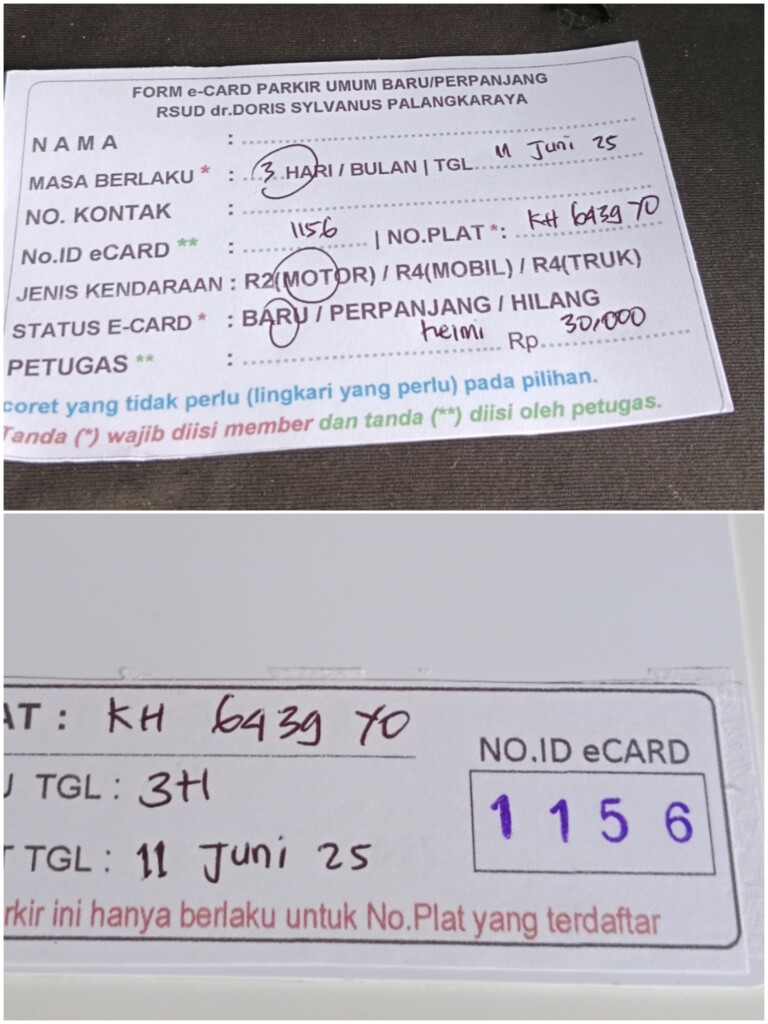 FORM e-CARD PARKIR UMUM BARU/PERPANJANG
RSUD dr.DORIS SYLVANUS PALANGKARAYA
NAMA :
MASA BERLAKU * : 3 HARI / BULAN | TGL 11 Juni 25
NO. KONTAK :
No.ID eCARD ** : 1156 | NO.PLAT *: KH 6439 YO
JENIS KENDARAAN : R2(MOTOR) / R4(MOBIL) / R4(TRUK)
STATUS E-CARD * : BARU / PERPANJANG / HILANG
PETUGAS ** : heimi Rp. 30,000
coret yang tidak perlu (lingkari yang perlu) pada pilihan.
Tanda (*) wajib diisi member dan tanda (**) diisi oleh petugas.
AT : KH 6439 YO
NO.ID eCARD
U TGL : 3H
1 1 5 6
T TGL : 11 Juni 25
rkir ini hanya berlaku untuk No.Plat yang terdaftar